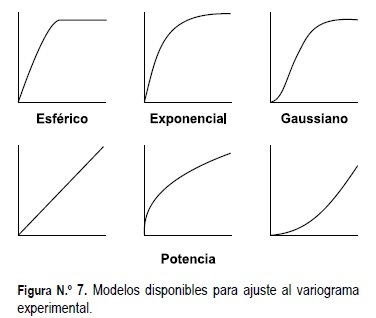 Esférico
Exponencial
Gaussiano
Potencia
Figura N.º 7. Modelos disponibles para ajuste al variograma
experimental.